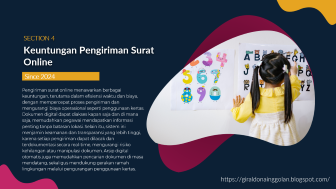 SECTION 4
Keuntungan Pengiriman Surat
Online
Since 2024
Pengiriman surat online menawarkan berbagai
keuntungan, terutama dalam efisiensi waktu dan biaya,
dengan mempercepat proses pengiriman dan
mengurangi biaya operasional seperti penggunaan kertas.
Dokumen digital dapat diakses kapan saja dan di mana
saja, memudahkan pegawai mendapatkan informasi
penting tanpa batasan lokasi. Selain itu, sistem ini
menjamin keamanan dan transparansi yang lebih tinggi,
karena setiap pengiriman dapat dilacak dan
terdokumentasi secara real-time, mengurangi risiko
kehilangan atau manipulasi dokumen. Arsip digital
otomatis juga memudahkan pencarian dokumen di masa
mendatang, sekaligus mendukung gerakan ramah
lingkungan melalui pengurangan penggunaan kertas.
https://giraldonainggolan.blogspot.com/